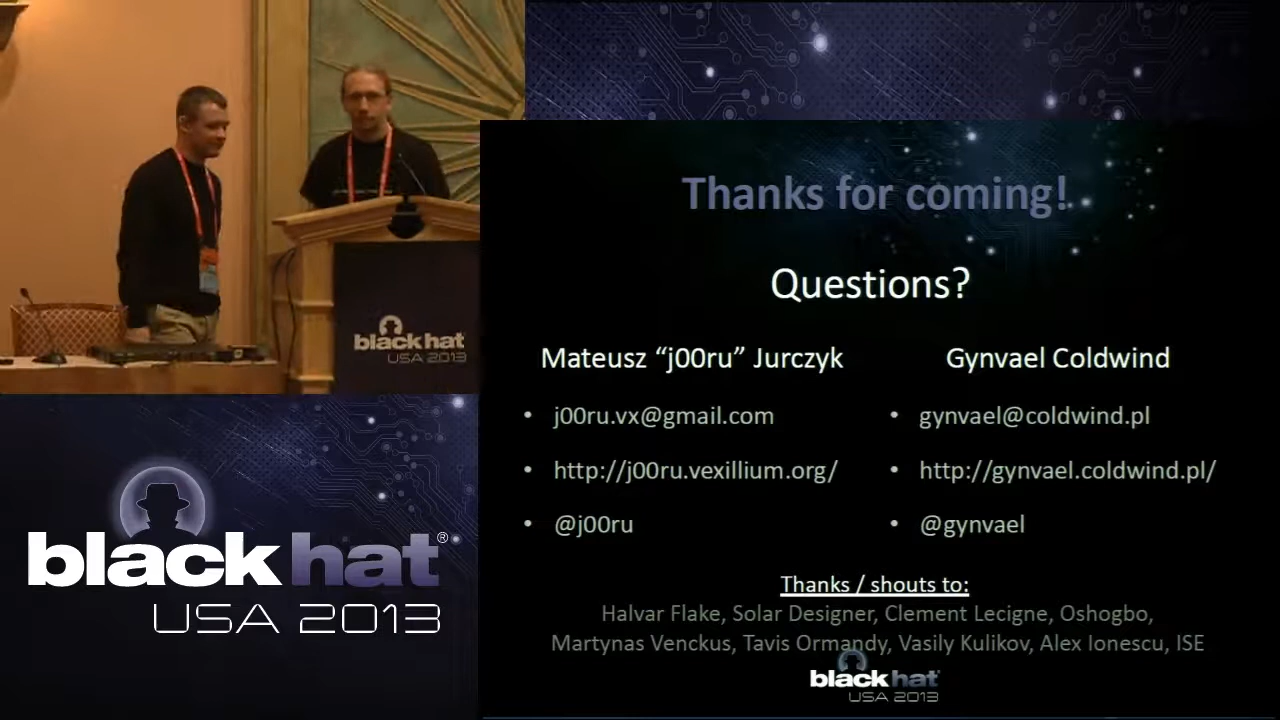 Thanks for coming!
Questions?
Mateusz “j00ru” Jurczyk
• j00ru.vx@gmail.com
• http://j00ru.vexillium.org/
• @j00ru
Gynvael Coldwind
• gynvael@coldwind.pl
• http://gynvael.coldwind.pl/
• @gynvael
Thanks / shouts to:
Halvar Flake, Solar Designer, Clement Lecigne, Oshogbo,
Martynas Venckus, Tavis Ormandy, Vasily Kulikov, Alex Ionescu, ISE
black hat
USA 2013
black hat
USA 2013
black hat®
USA 2013